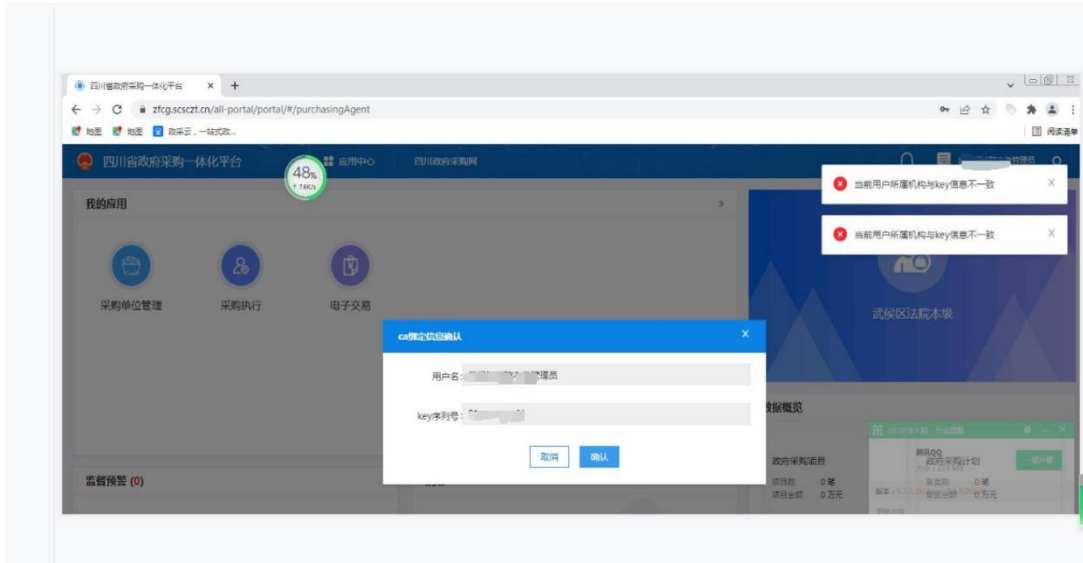 四川省政府采购一体化平台
zfcg.scsczt.cn/all-portal/portal/#/purchasingAgent
地图 地图 政采云，一站式政... 阅读清单
四川省政府采购一体化平台 应用中心 四川政府采购网 管理员
48%
当前用户所属机构与key信息不一致
当前用户所属机构与key信息不一致
我的应用
采购单位管理 采购执行 电子交易
武侯区法院本级
ca绑定信息确认
用户名： 管理员
key序列号：
取消 确认
数据概览
政府采购项目 政府采购计划
项目数 0笔 0笔
项目金额 0万元 0万元
监督预警 (0)